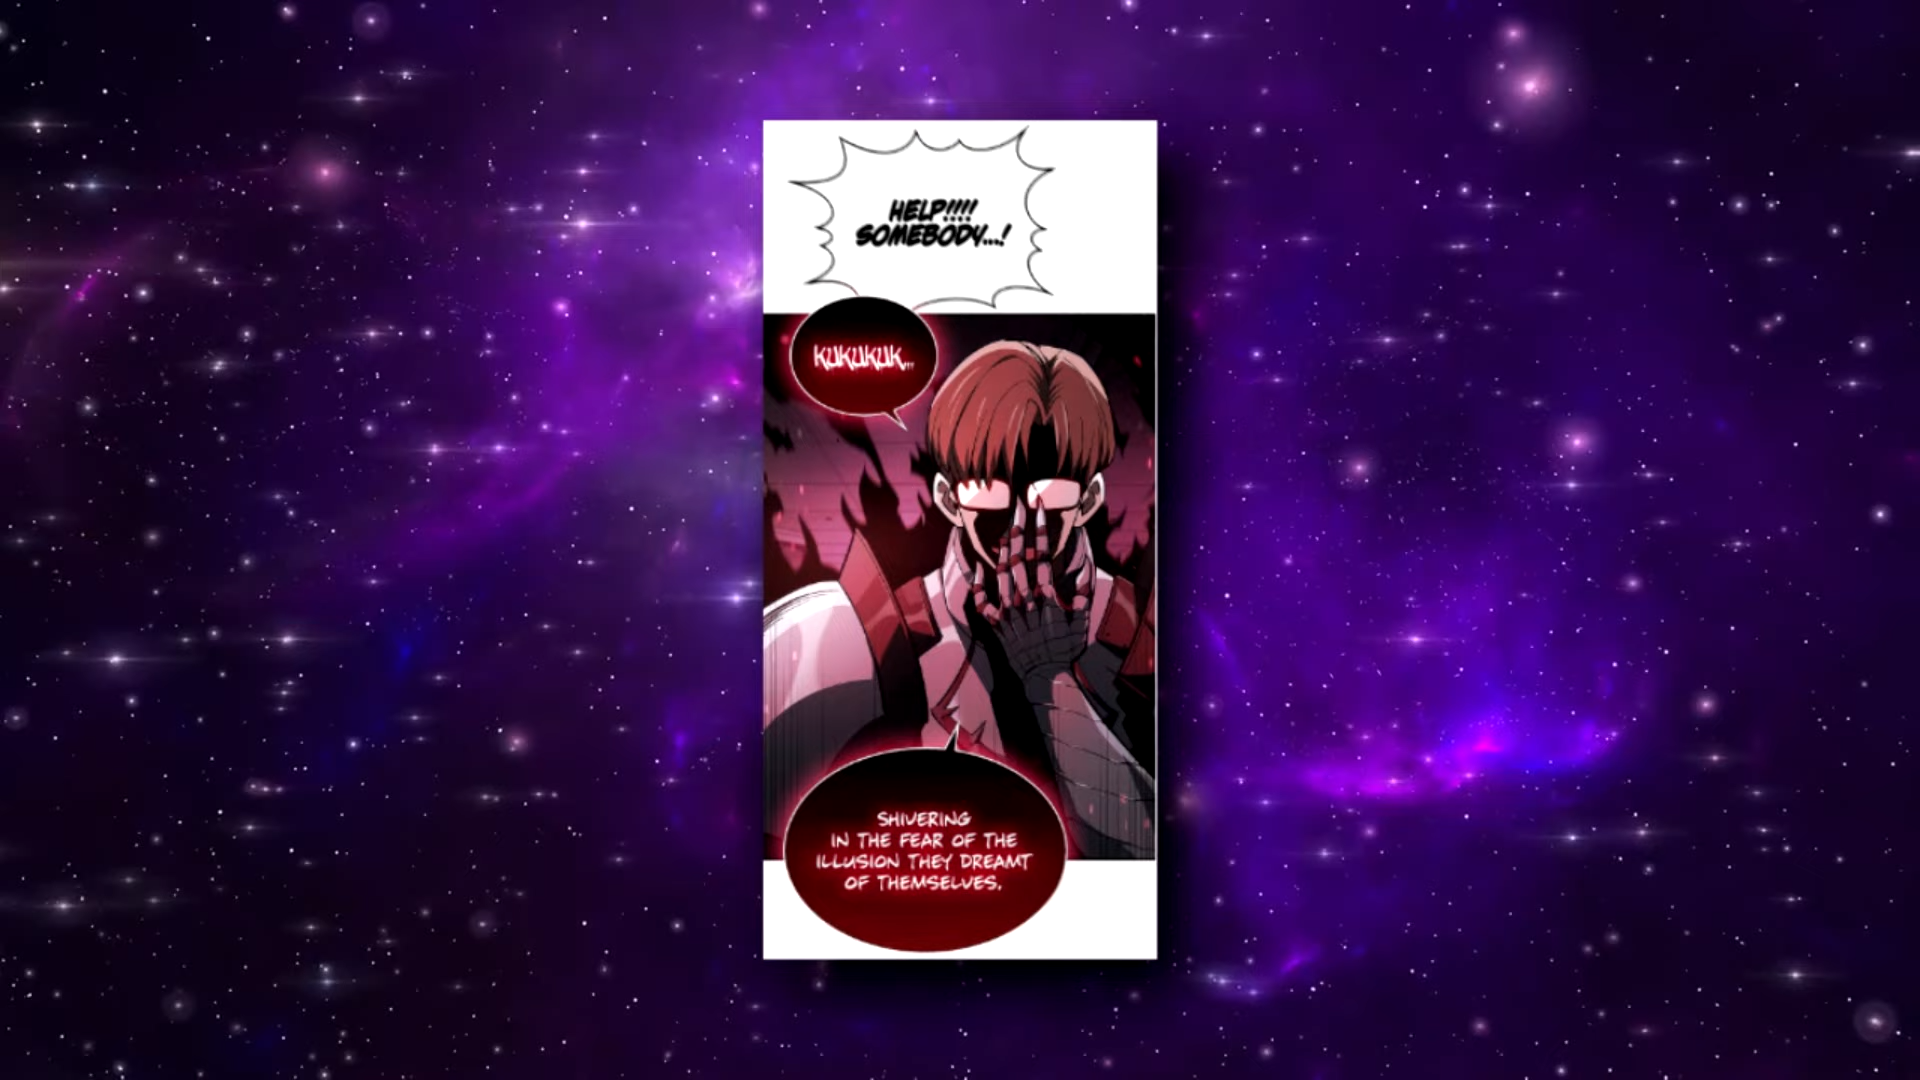 HELP!!!!
SOMEBODY...!
KUKUKUK...
SHIVERING
IN THE FEAR OF THE
ILLUSION THEY DREAMT
OF THEMSELVES.